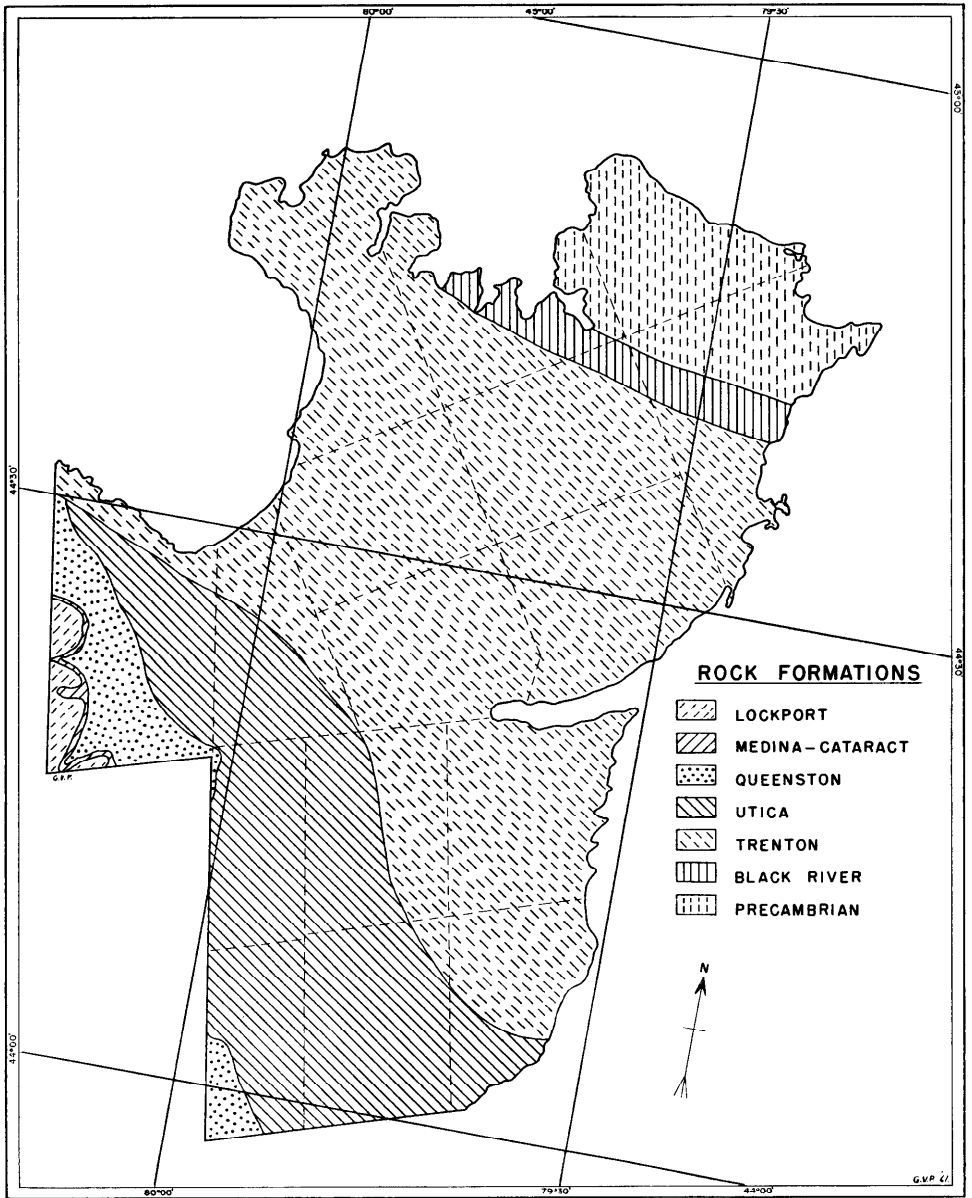 80°00' 45°00' 79°30'
45°00'
44°30'
44°30'
ROCK FORMATIONS
LOCKPORT
MEDINA-CATARACT
QUEENSTON
UTICA
TRENTON
BLACK RIVER
PRECAMBRIAN
G.V.P.
N
44°00'
80°00' 79°30' 44°00'
G.V.P. '61.